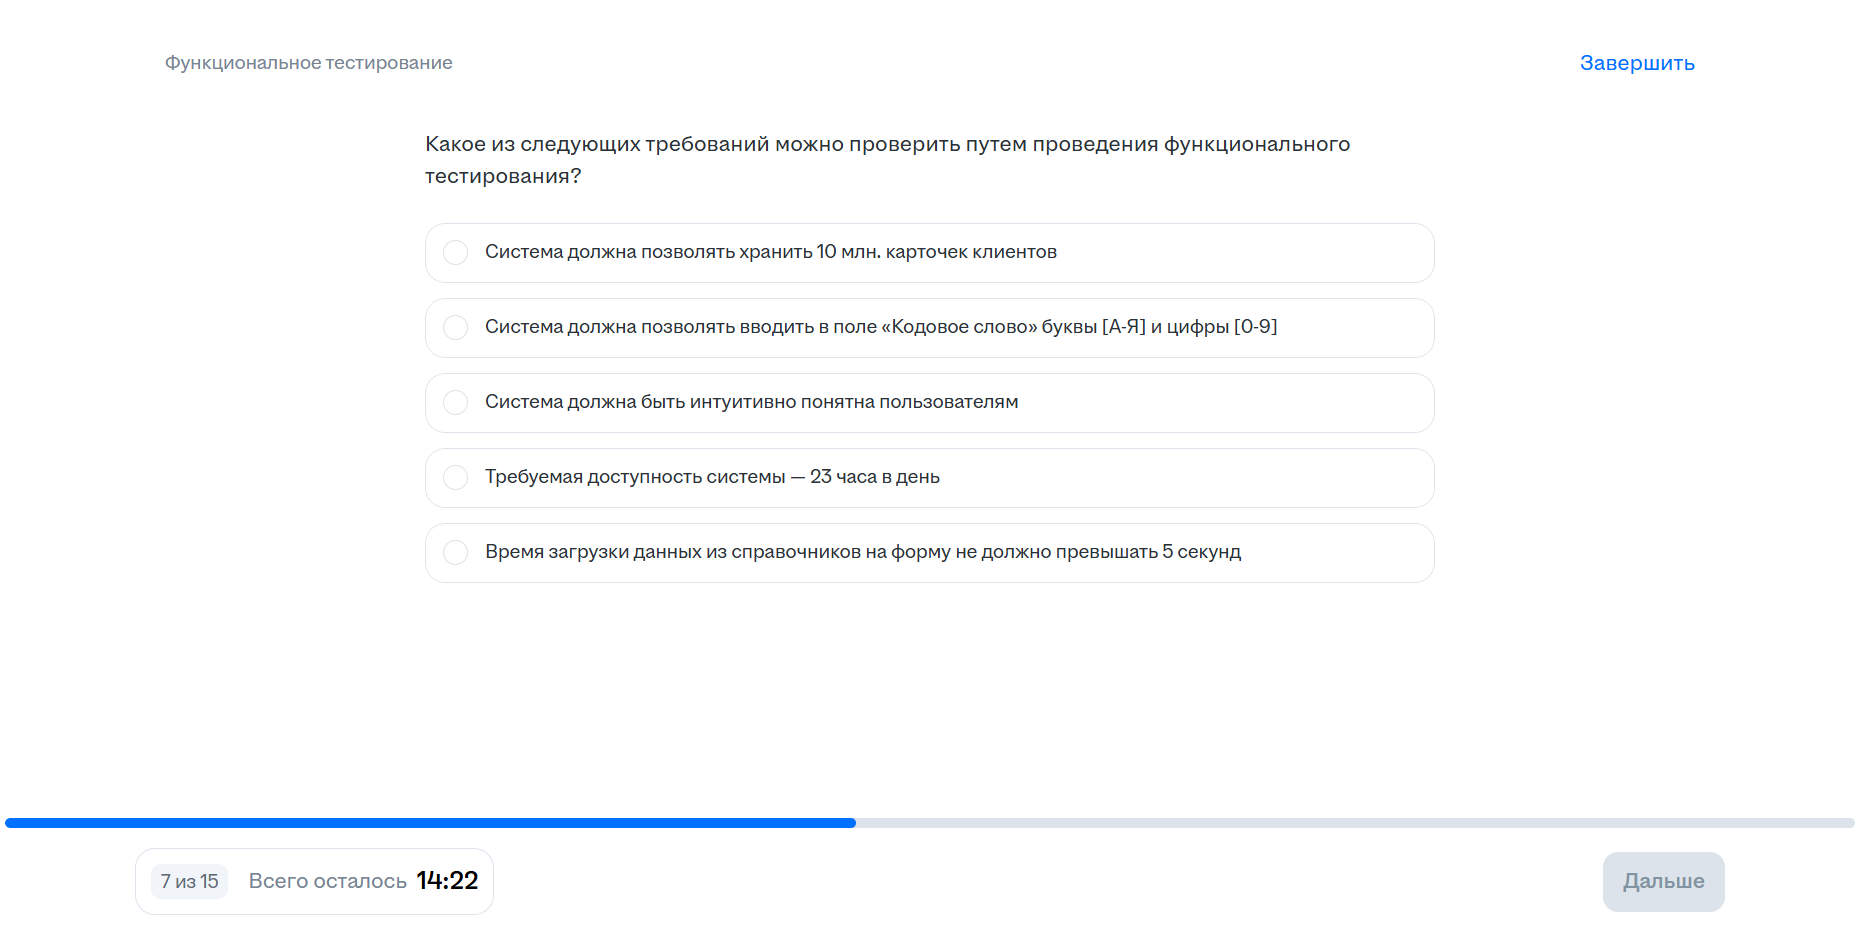 Функциональное тестирование
Завершить
Какое из следующих требований можно проверить путем проведения функционального
тестирования?
Система должна позволять хранить 10 млн. карточек клиентов
Система должна позволять вводить в поле «Кодовое слово» буквы [А-Я] и цифры [0-9]
Система должна быть интуитивно понятна пользователям
Требуемая доступность системы — 23 часа в день
Время загрузки данных из справочников на форму не должно превышать 5 секунд
7 из 15
Всего осталось 14:22
Дальше